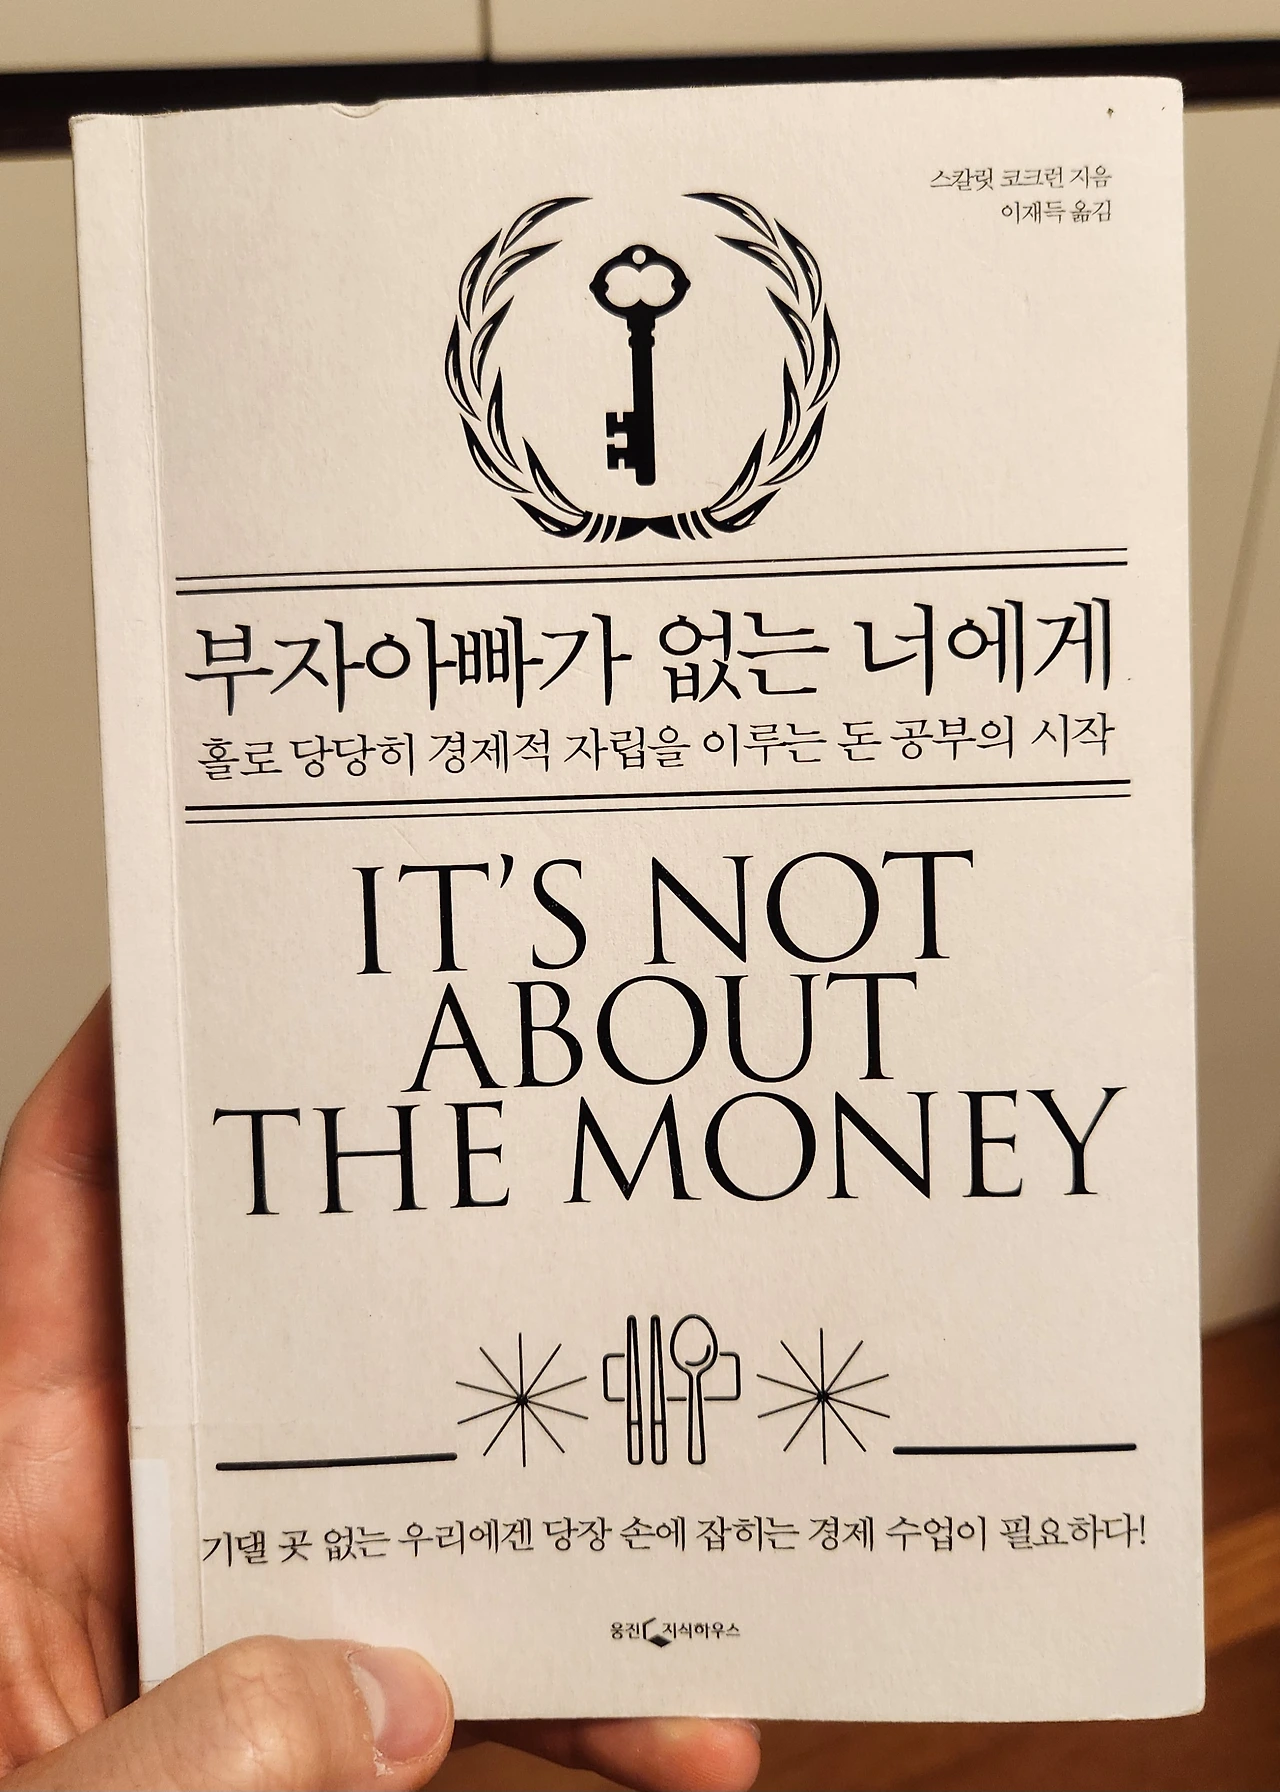 스칼릿 코크런 지음
이재득 옮김
부자아빠가 없는 너에게
홀로 당당히 경제적 자립을 이루는 돈 공부의 시작
IT'S NOT
ABOUT
THE MONEY
기댈 곳 없는 우리에겐 당장 손에 잡히는 경제 수업이 필요하다!
웅진 지식하우스